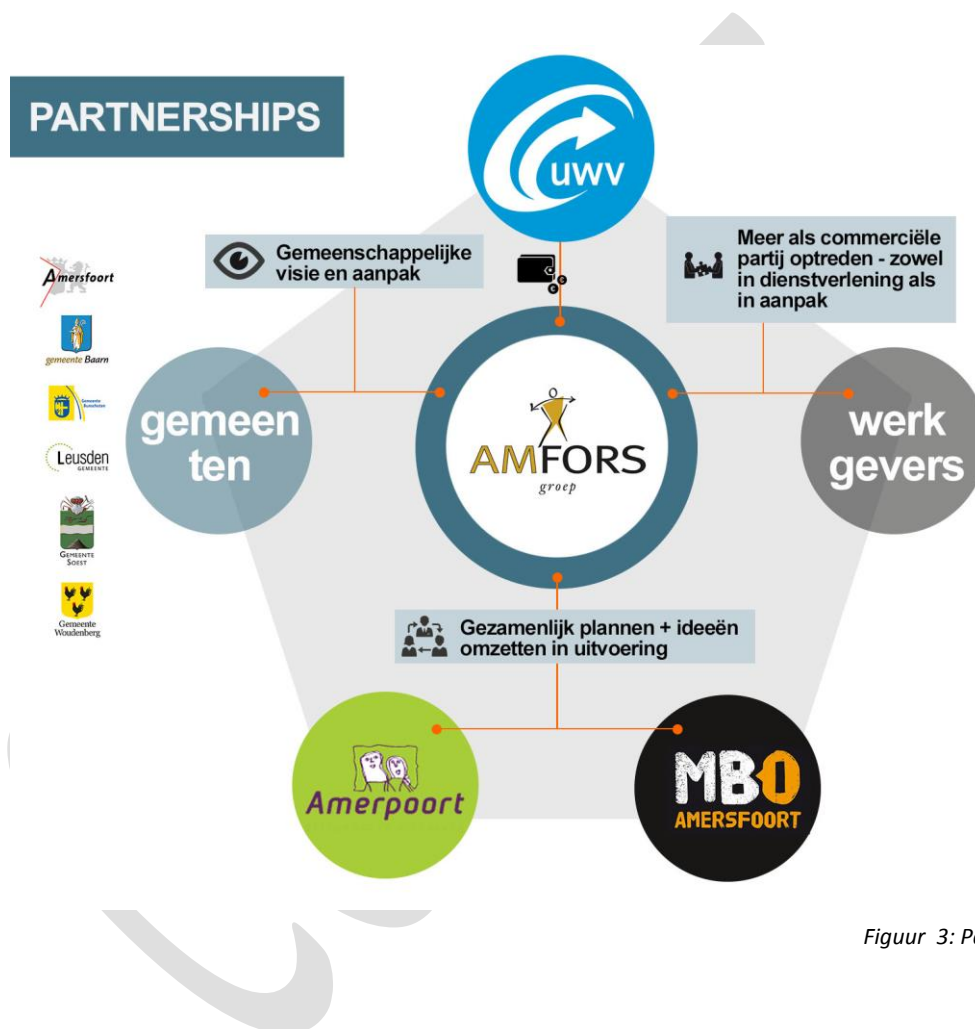 PARTNERSHIPS
uwv
Gemeenschappelijke
visie en aanpak
Meer als commerciële
partij optreden - zowel
in dienstverlening als
in aanpak
Amersfoort
gemeente Baarn
Gemeente
Bunschoten
Leusden
GEMEENTE
GEMEENTE
SOEST
Gemeente
Woudenberg
gemeen
ten
AMFORS
groep
werk
gevers
Gezamenlijk plannen + ideeën
omzetten in uitvoering
Amerpoort
MBO
AMERSFOORT
Figuur 3: P